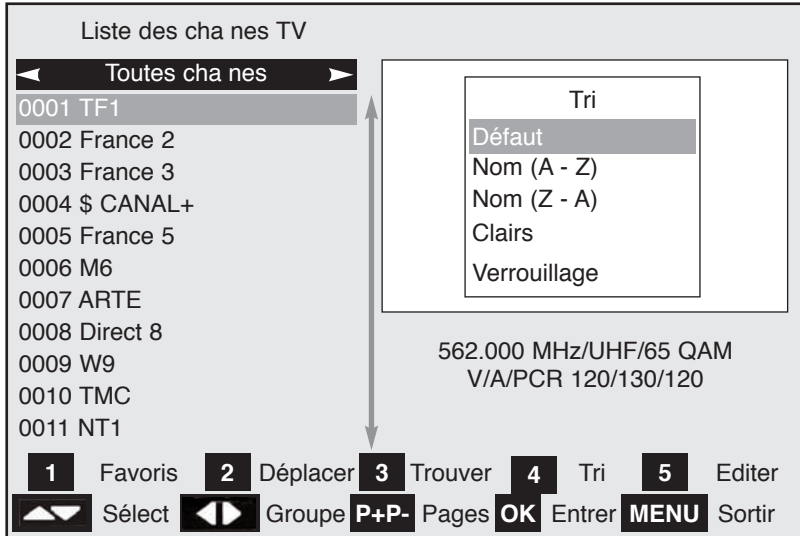 Liste des cha nes TV
Toutes cha nes
0001 TF1
0002 France 2
0003 France 3
0004 $ CANAL+
0005 France 5
0006 M6
0007 ARTE
0008 Direct 8
0009 W9
0010 TMC
0011 NT1
Tri
Défaut
Nom (A - Z)
Nom (Z - A)
Clairs
Verrouillage
562.000 MHz/UHF/65 QAM
V/A/PCR 120/130/120
1 Favoris 2 Déplacer 3 Trouver 4 Tri 5 Editer
Sélect Groupe P+P- Pages OK Entrer MENU Sortir